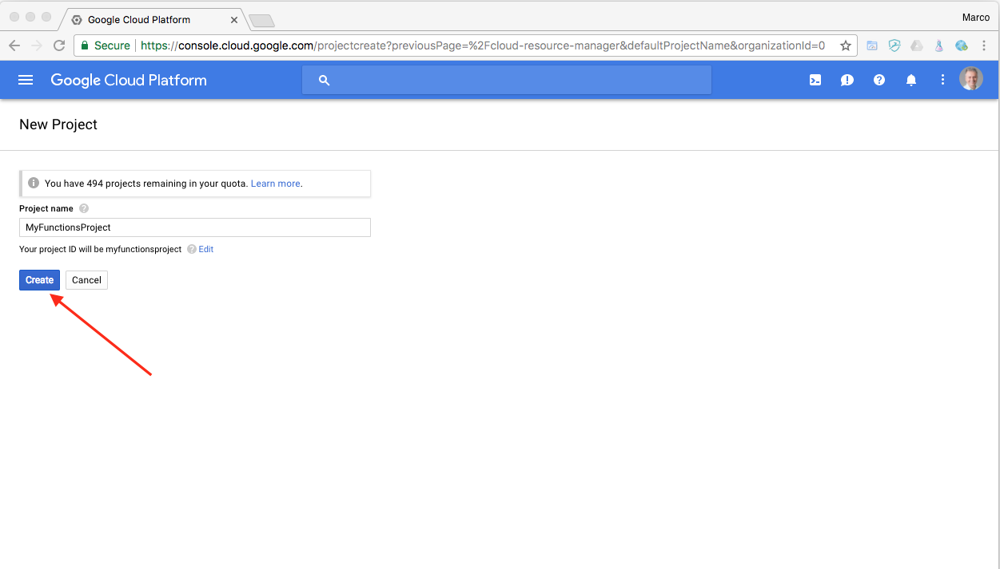 Google Cloud Platform
Marco
Secure https://console.cloud.google.com/projectcreate?previousPage=%2Fcloud-resource-manager&defaultProjectName&organizationId=0
Google Cloud Platform
New Project
You have 494 projects remaining in your quota. Learn more.
Project name
MyFunctionsProject
Your project ID will be myfunctionsproject Edit
Create Cancel